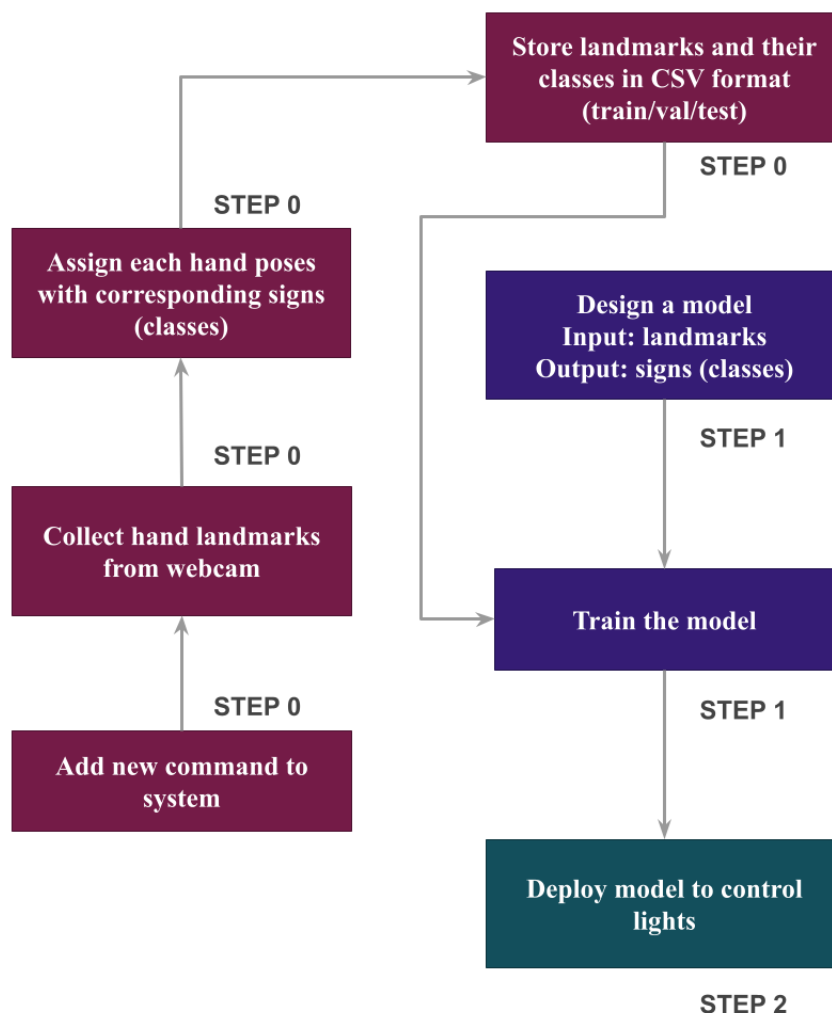 Store landmarks and their
classes in CSV format
(train/val/test)
STEP 0
STEP 0
Assign each hand poses
with corresponding signs
(classes)
Design a model
Input: landmarks
Output: signs (classes)
STEP 1
STEP 0
Collect hand landmarks
from webcam
Train the model
STEP 0
STEP 1
Add new command to
system
Deploy model to control
lights
STEP 2